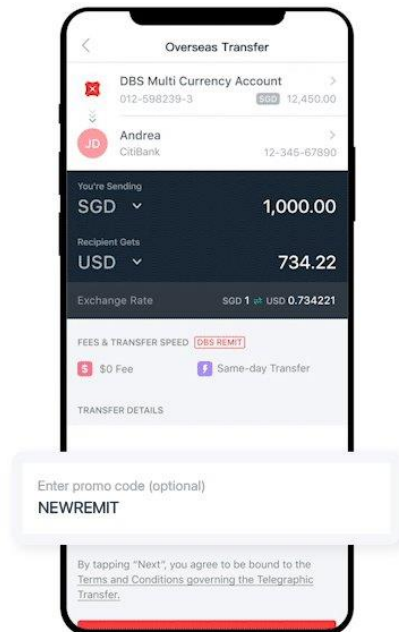 Overseas Transfer
DBS Multi Currency Account
012-598239-3 SGD 12,450.00
JD
Andrea
CitiBank 12-345-67890
You're Sending
SGD 1,000.00
Recipient Gets
USD 734.22
Exchange Rate SGD 1 ⇌ USD 0.734221
FEES & TRANSFER SPEED DBS REMIT
$ $0 Fee Same-day Transfer
TRANSFER DETAILS
Enter promo code (optional)
NEWREMIT
By tapping "Next", you agree to be bound to the
Terms and Conditions governing the Telegraphic
Transfer.